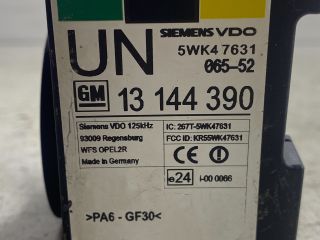 UN SIEMENS VDO
5WK4 7631
065-52
GM 13 144 390
Siemens VDO 125kHz
93009 Regensburg
WFS OPEL2R
Made in Germany
IC: 267T-5WK47631
FCC ID: KR55WK47631
CE
e24 I-00 0066
>PA6 - GF30<